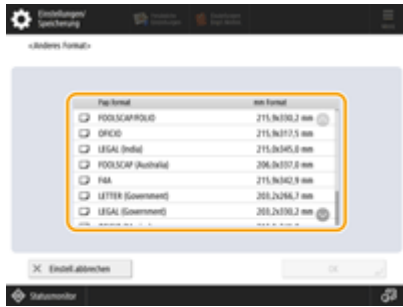 Einstellungen/
Speicherung
<Anderes Format>
Pap.format mm Format
FOOLSCAP/FOLIO 215,9x330,2 mm
OFICIO 215,9x317,5 mm
LEGAL (India) 215,0x345,0 mm
FOOLSCAP (Australia) 206,0x337,0 mm
F4A 215,9x342,9 mm
LETTER (Government) 203,2x266,7 mm
LEGAL (Government) 203,2x330,2 mm
Einstell.abbrechen
OK
Statusmonitor